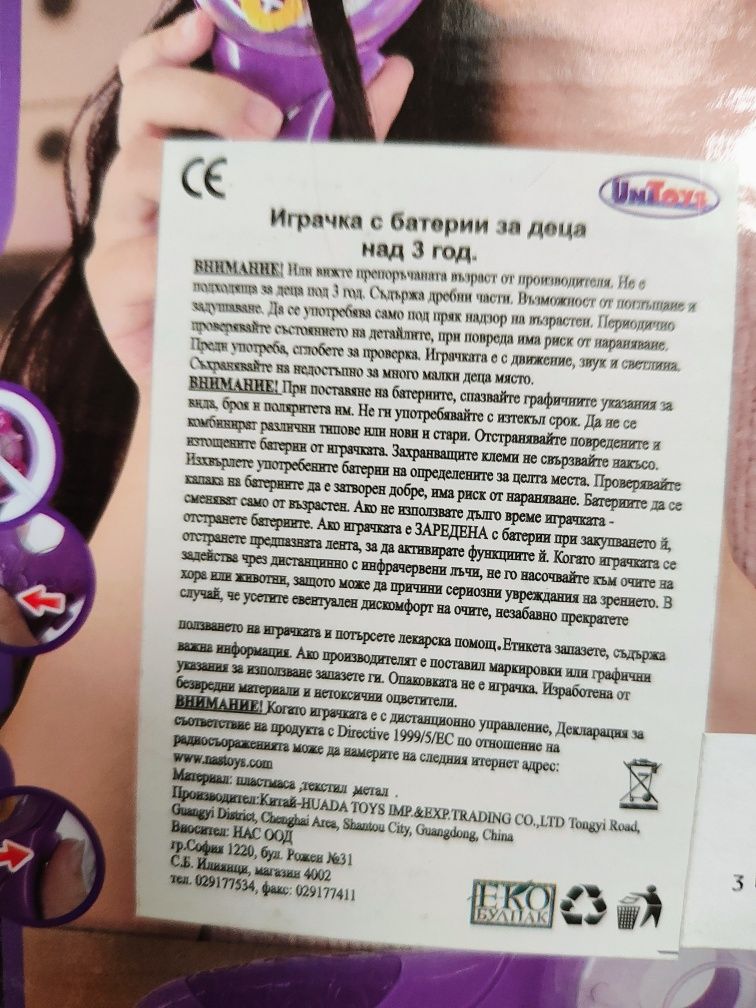 CE
UniToys
Играчка с батерии за деца
над 3 год.
ВНИМАНИЕ! Или вижте препоръчаната възраст от производителя. Не е
подходяща за деца под 3 год. Съдържа дребни части. Възможност от поглъщане и
задушаване. Да се употребява само под пряк надзор на възрастен. Периодично
проверявайте състоянието на детайлите, при повреда има риск от нараняване.
Преди употреба, сглобете за проверка. Играчката е с движение, звук и светлина.
Съхранявайте на недостъпно за много малки деца място.
ВНИМАНИЕ! При поставяне на батериите, спазвайте графичните указания за
вида, броя и поляритета им. Не ги употребявайте с изтекъл срок. Да не се
комбинират различни типове или нови и стари. Отстранявайте повредените и
изтощените батерии от играчката. Захранващите клеми не свързвайте накъсо.
Изхвърлете употребените батерии на определените за целта места. Проверявайте
капака на батериите да е затворен добре, има риск от нараняване. Батериите да се
сменяват само от възрастен. Ако не използвате дълго време играчката -
отстранете батериите. Ако играчката е ЗАРЕДЕНА с батерии при закупването й,
отстранете предпазната лента, за да активирате функциите й. Когато играчката се
задейства чрез дистанцинно с инфрачервени лъчи, не го насочвайте към очите на
хора или животни, защото може да причини сериозни увреждания на зрението. В
случай, че усетите евентуален дискомфорт на очите, незабавно прекратете
ползването на играчката и потърсете лекарска помощ.Етикета запазете, съдържа
важна информация. Ако производителят е поставил маркировки или графични
указания за използване запазете ги. Опаковката не е играчка. Изработена от
безвредни материали и нетоксични оцветители.
ВНИМАНИЕ! Когато играчката е с дистанционно управление, Декларация за
съответствие на продукта с Directive 1999/5/EC по отношение на
радиосъораженията може да намерите на следния итернет адрес:
www.nastoys.com
Материал: пластмаса ,текстил ,метал .
Производител:Китай-HUADA TOYS IMP.&EXP.TRADING CO.,LTD Tongyi Road,
Guangyi District, Chenghai Area, Shantou City, Guangdong, China
Вносител: НАС ООД
гр.София 1220, бул. Рожен №31
С.Б. Илиянци, магазин 4002
тел. 029177534, факс: 029177411
ЕКО
БУЛПАК
3